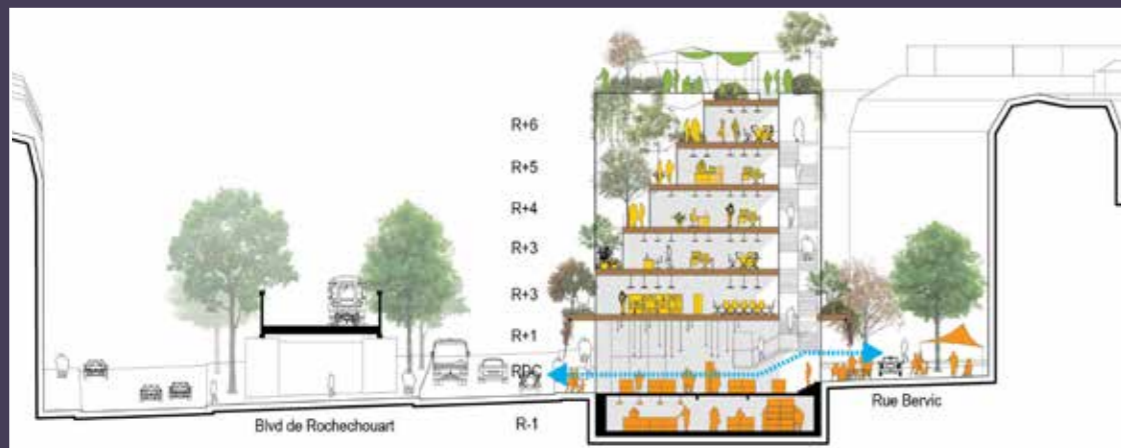 R+6
R+5
R+4
R+3
R+3
R+1
RDC
R-1
Blvd de Rochechouart
Rue Bervic